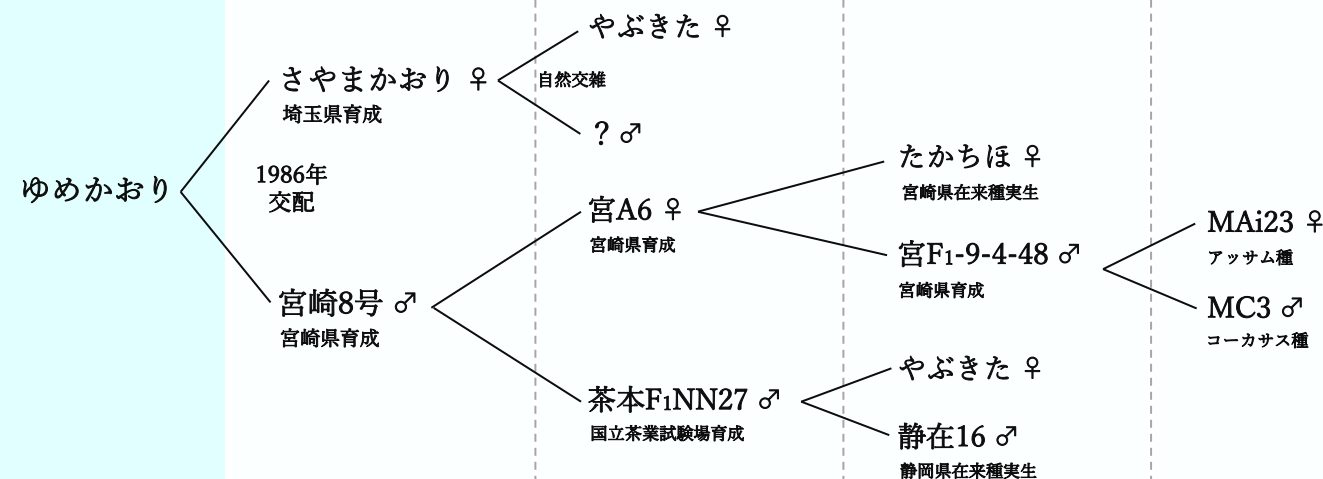 ゆめかおり
さやまかおり ♀
埼玉県育成
1986年
交配
宮崎8号 ♂
宮崎県育成
やぶきた ♀
自然交雑
? ♂
宮A6 ♀
宮崎県育成
茶本F1NN27 ♂
国立茶業試験場育成
たかちほ ♀
宮崎県在来種実生
宮F1-9-4-48 ♂
宮崎県育成
やぶきた ♀
静在16 ♂
静岡県在来種実生
MAi23 ♀
アッサム種
MC3 ♂
コーカサス種